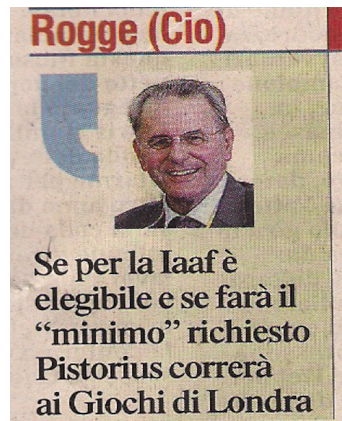 Rogge (Cio)
Se per la Iaaf è
elegibile e se farà il
“minimo” richiesto
Pistorius correrà
ai Giochi di Londra